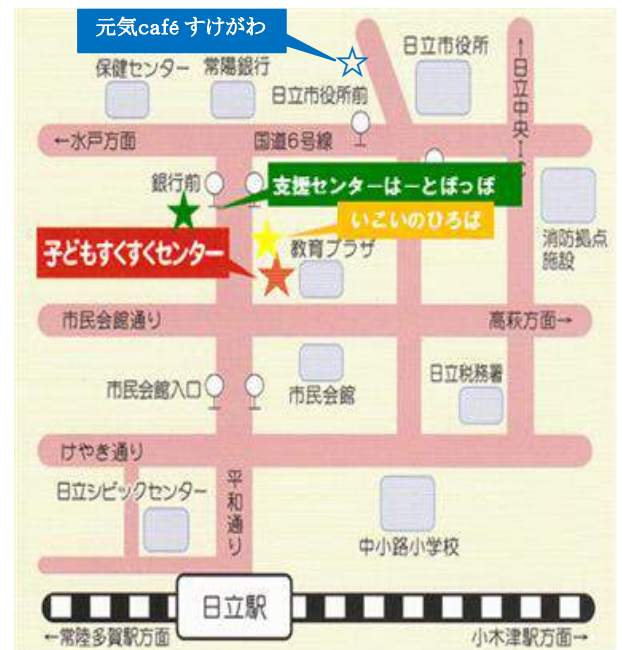 元気café すけがわ
日立市役所
保健センター
常陽銀行
日立市役所前
↑日立中央IC
←水戸方面
国道6号線
銀行前
支援センターはーとぽっぽ
いこいのひろば
消防拠点
施設
子どもすくすくセンター
教育プラザ
市民会館通り
高萩方面→
市民会館入口
市民会館
日立税務署
けやき通り
日立シビックセンター
平和通り
中小路小学校
日立駅
←常陸多賀駅方面
小木津駅方面→